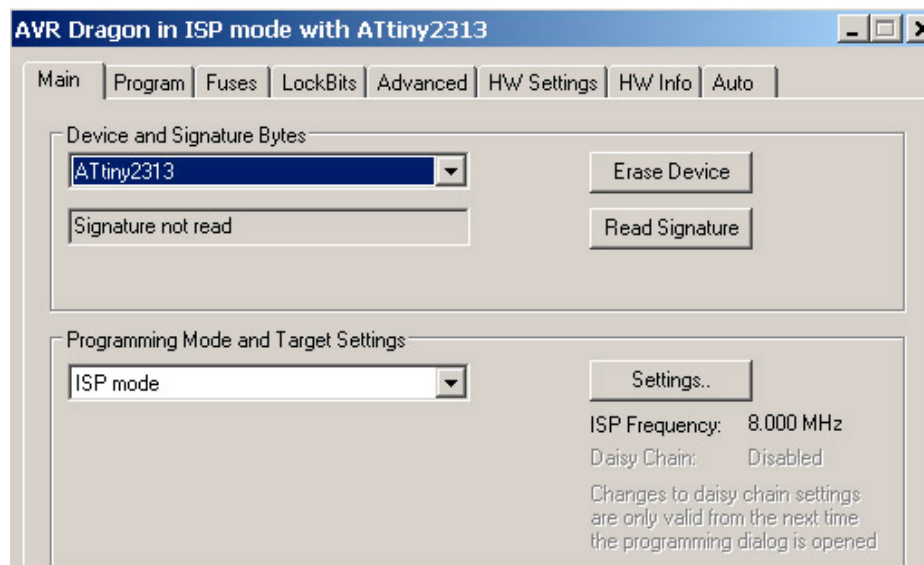 AVR Dragon in ISP mode with ATtiny2313
Main Program Fuses LockBits Advanced HW Settings HW Info Auto
Device and Signature Bytes
ATtiny2313 Erase Device
Signature not read Read Signature
Programming Mode and Target Settings
ISP mode Settings..
ISP Frequency: 8.000 MHz
Daisy Chain: Disabled
Changes to daisy chain settings
are only valid from the next time
the programming dialog is opened